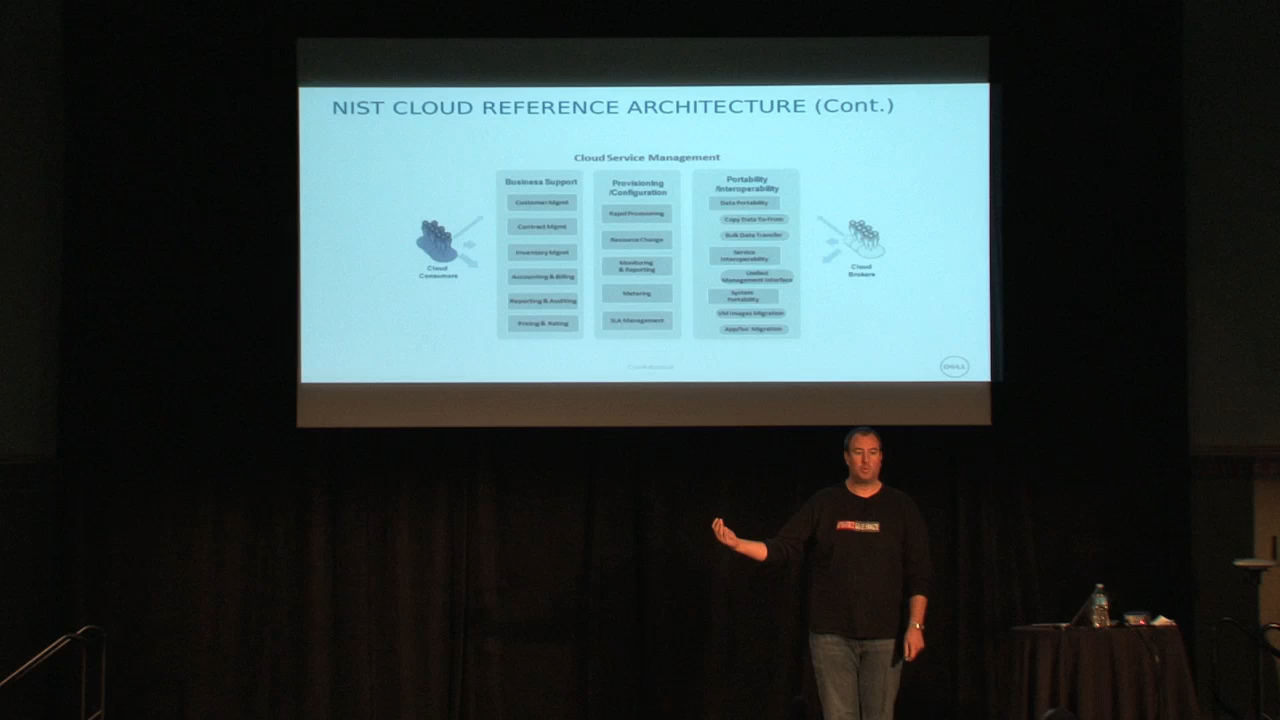 NIST CLOUD REFERENCE ARCHITECTURE (Cont.)
Cloud Service Management
Business Support
Customer Mgmt
Contract Mgmt
Inventory Mgmt
Accounting & Billing
Reporting & Auditing
Pricing & Rating
Provisioning
/Configuration
Rapid Provisioning
Resource Change
Monitoring
& Reporting
Metering
SLA Management
Portability
/Interoperability
Data Portability
Copy Data To-From
Bulk Data Transfer
Service
Interoperability
Unified
Management Interface
System
Portability
VM Images Migration
App/Svc Migration
Cloud
Consumers
Cloud
Brokers
DELL